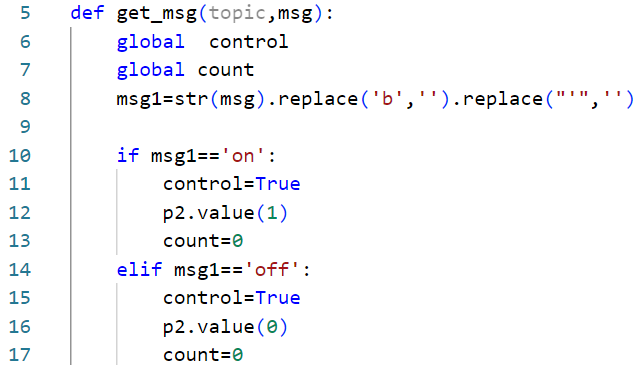 5 def get_msg(topic,msg):
6     global  control
7     global count
8     msg1=str(msg).replace('b','').replace("'",'')
9
10     if msg1=='on':
11         control=True
12         p2.value(1)
13         count=0
14     elif msg1=='off':
15         control=True
16         p2.value(0)
17         count=0